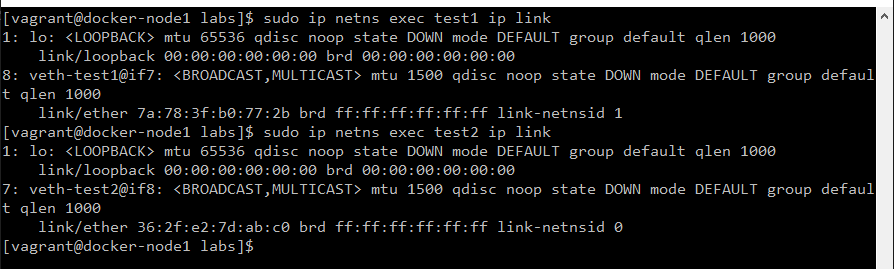 [vagrant@docker-node1 labs]$ sudo ip netns exec test1 ip link
1: lo: <LOOPBACK> mtu 65536 qdisc noop state DOWN mode DEFAULT group default qlen 1000
    link/loopback 00:00:00:00:00:00 brd 00:00:00:00:00:00
8: veth-test1@if7: <BROADCAST,MULTICAST> mtu 1500 qdisc noop state DOWN mode DEFAULT group defaul
t qlen 1000
    link/ether 7a:78:3f:b0:77:2b brd ff:ff:ff:ff:ff:ff link-netnsid 1
[vagrant@docker-node1 labs]$ sudo ip netns exec test2 ip link
1: lo: <LOOPBACK> mtu 65536 qdisc noop state DOWN mode DEFAULT group default qlen 1000
    link/loopback 00:00:00:00:00:00 brd 00:00:00:00:00:00
7: veth-test2@if8: <BROADCAST,MULTICAST> mtu 1500 qdisc noop state DOWN mode DEFAULT group defaul
t qlen 1000
    link/ether 36:2f:e2:7d:ab:c0 brd ff:ff:ff:ff:ff:ff link-netnsid 0
[vagrant@docker-node1 labs]$